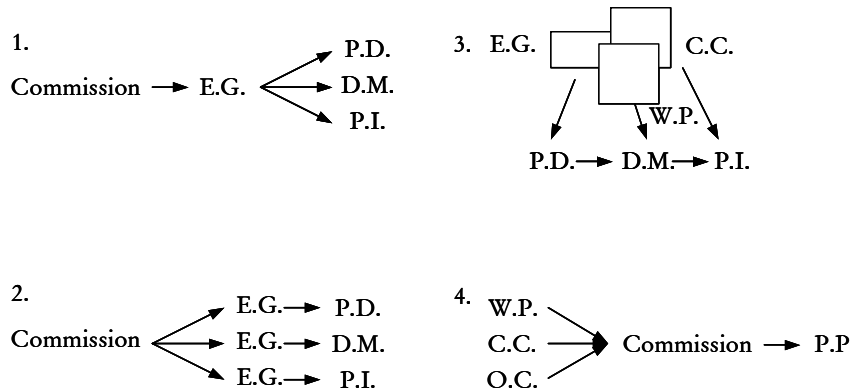 1.
P.D.
Commission E.G. D.M.
P.I.
2.
E.G. P.D.
Commission E.G. D.M.
E.G. P.I.
3. E.G. C.C.
W.P.
P.D. D.M. P.I.
4. W.P.
C.C. Commission P.P
O.C.